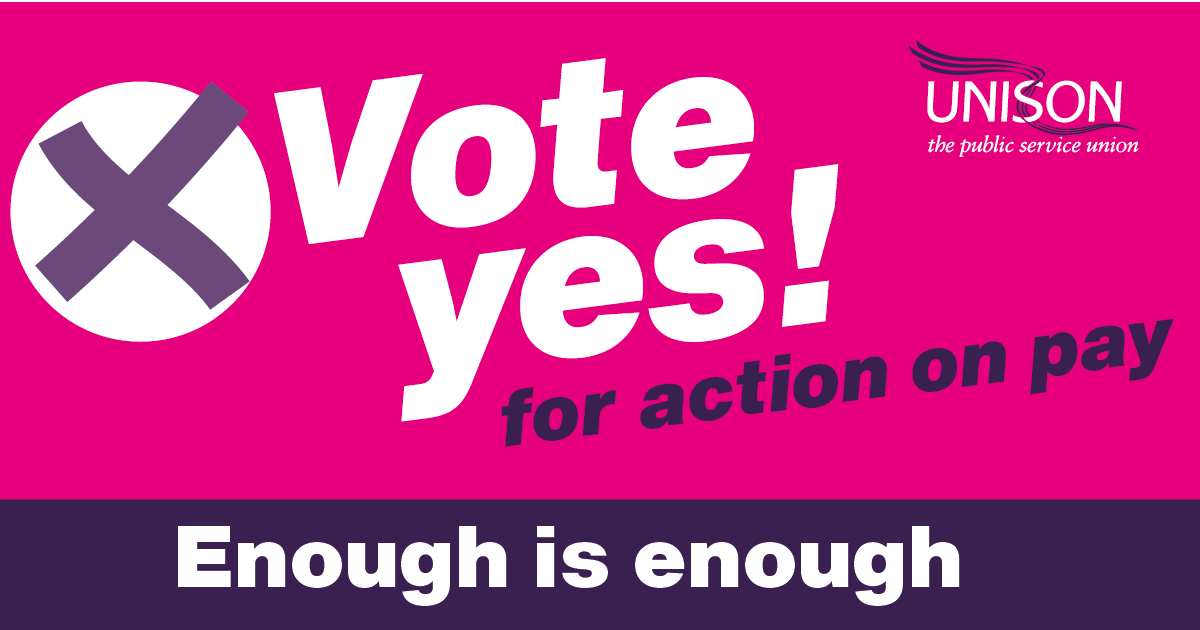 Vote
yes!
for action on pay
UNISON
the public service union
Enough is enough